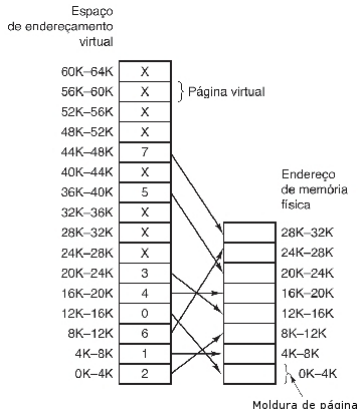 Espaço
de endereçamento
virtual
60K–64K X
56K–60K X Página virtual
52K–56K X
48K–52K X
44K–48K 7
40K–44K X
36K–40K 5
32K–36K X
28K–32K X
24K–28K X
20K–24K 3
16K–20K 4
12K–16K 0
8K–12K 6
4K–8K 1
0K–4K 2
Endereço
de memória
física
28K–32K
24K–28K
20K–24K
16K–20K
12K–16K
8K–12K
4K–8K
0K–4K
Moldura de página